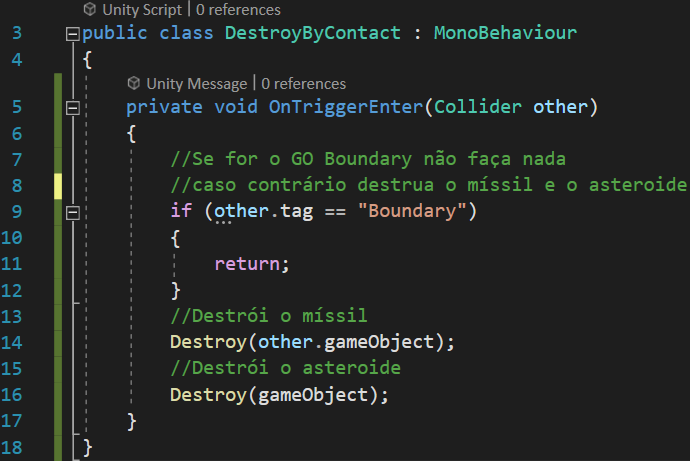 Unity Script | 0 references
3 public class DestroyByContact : MonoBehaviour
4 {
Unity Message | 0 references
5 private void OnTriggerEnter(Collider other)
6 {
7 //Se for o GO Boundary não faça nada
8 //caso contrário destrua o míssil e o asteroide
9 if (other.tag == "Boundary")
10 {
11 return;
12 }
13 //Destrói o míssil
14 Destroy(other.gameObject);
15 //Destrói o asteroide
16 Destroy(gameObject);
17 }
18 }